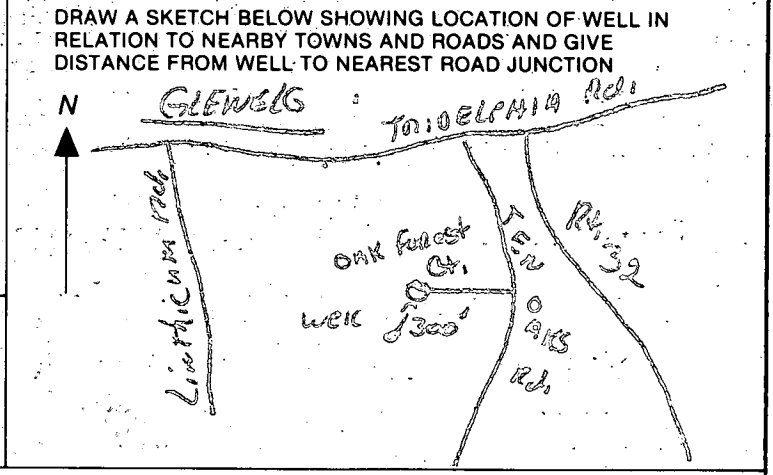 DRAW A SKETCH BELOW SHOWING LOCATION OF WELL IN
RELATION TO NEARBY TOWNS AND ROADS AND GIVE
DISTANCE FROM WELL TO NEAREST ROAD JUNCTION
N
GLENELG
TRIDELPHIA Rd.
Linthicum Rd.
Oak Forest
Ct.
Well
300'
TEN
OAKS
Rd.
Rt. 32